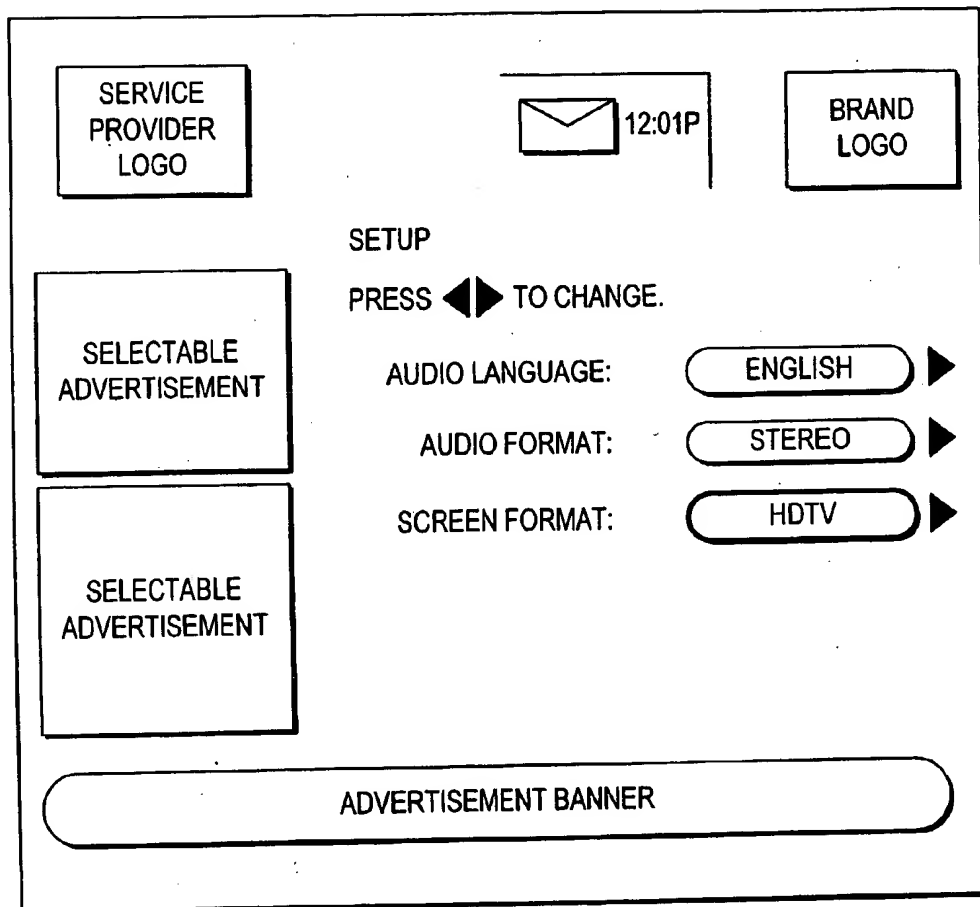 SERVICE
PROVIDER
LOGO
12:01P
BRAND
LOGO
SETUP
PRESS ◀▶ TO CHANGE.
SELECTABLE
ADVERTISEMENT
AUDIO LANGUAGE: ENGLISH ▶
AUDIO FORMAT: STEREO ▶
SCREEN FORMAT: HDTV ▶
SELECTABLE
ADVERTISEMENT
ADVERTISEMENT BANNER